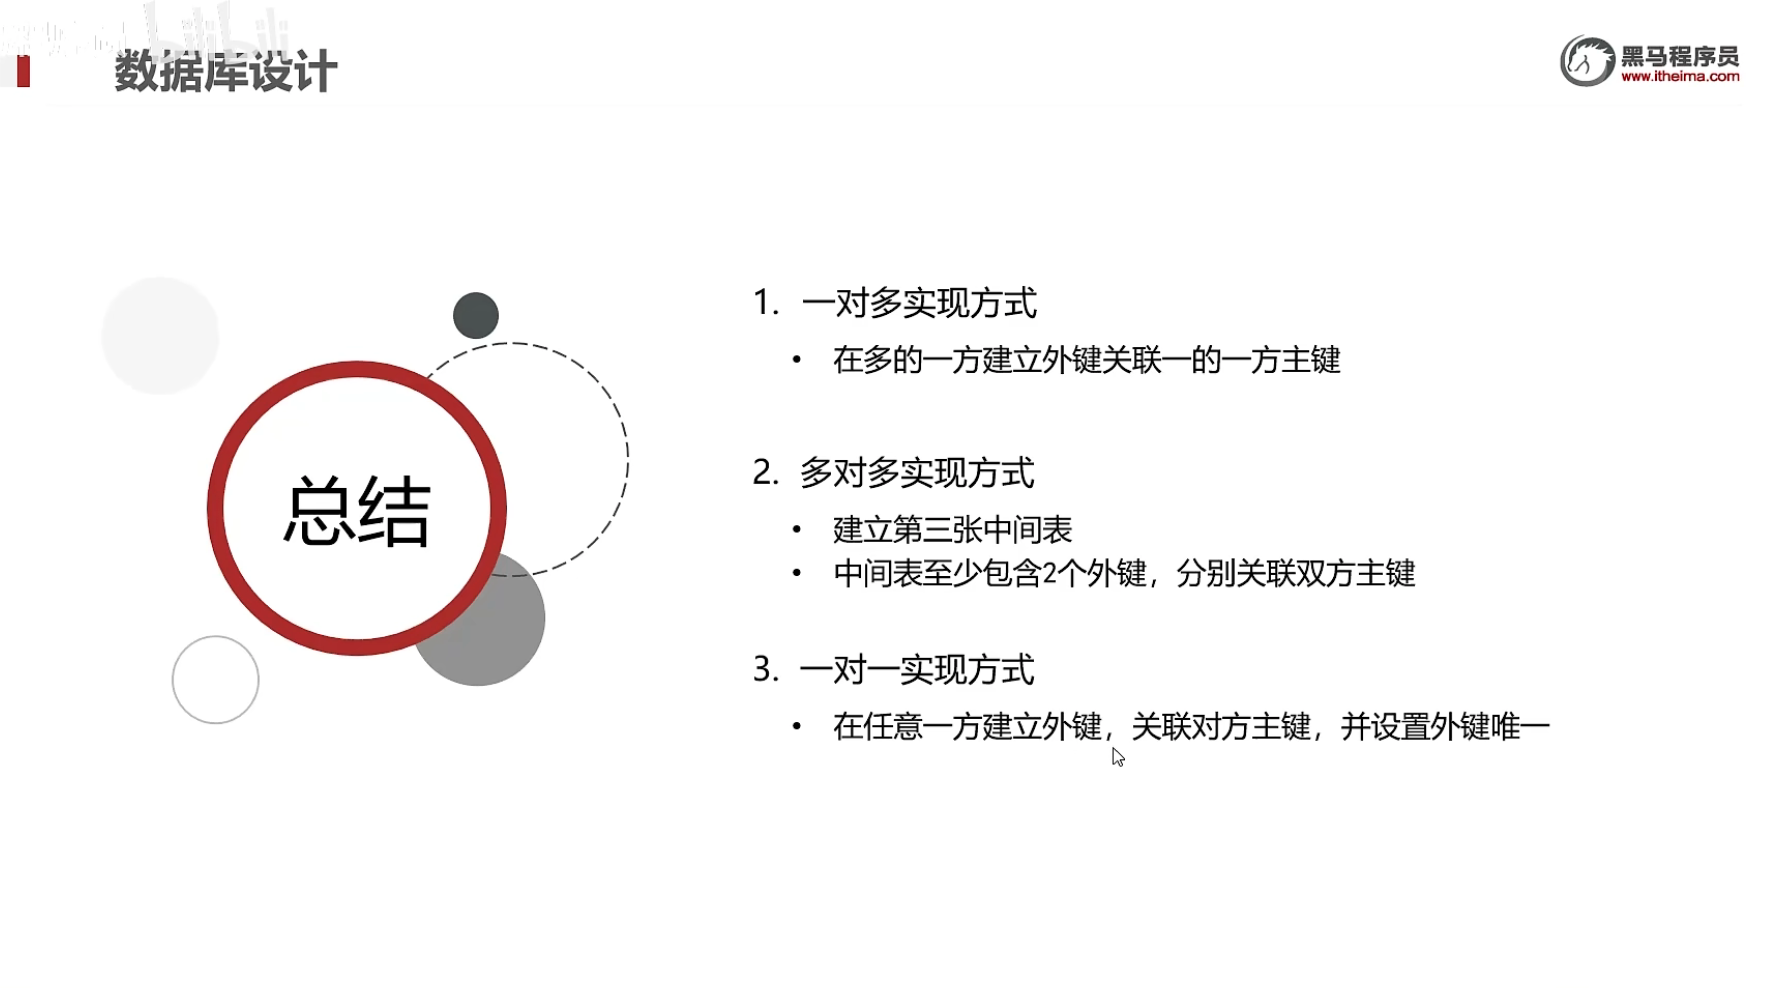 数据库设计
黑马程序员
www.itheima.com
总结
1. 一对多实现方式
• 在多的一方建立外键关联一的一方主键
2. 多对多实现方式
• 建立第三张中间表
• 中间表至少包含2个外键，分别关联双方主键
3. 一对一实现方式
• 在任意一方建立外键，关联对方主键，并设置外键唯一
bilibili